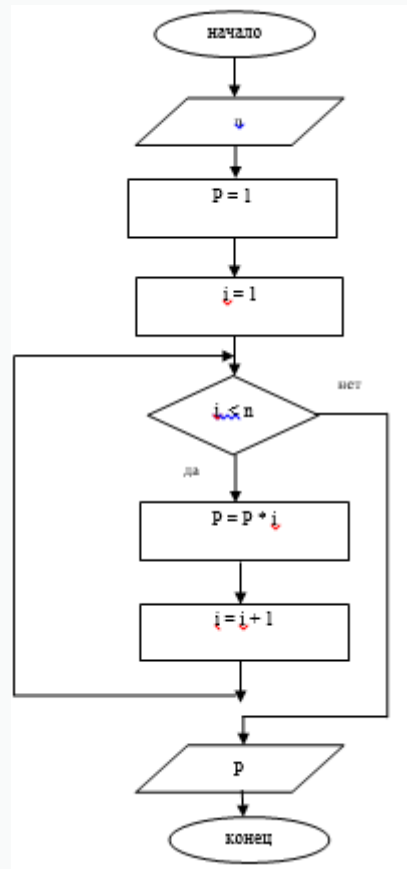 начало
n
P = 1
i = 1
i ≤ n
нет
да
P = P * i
i = i + 1
P
конец